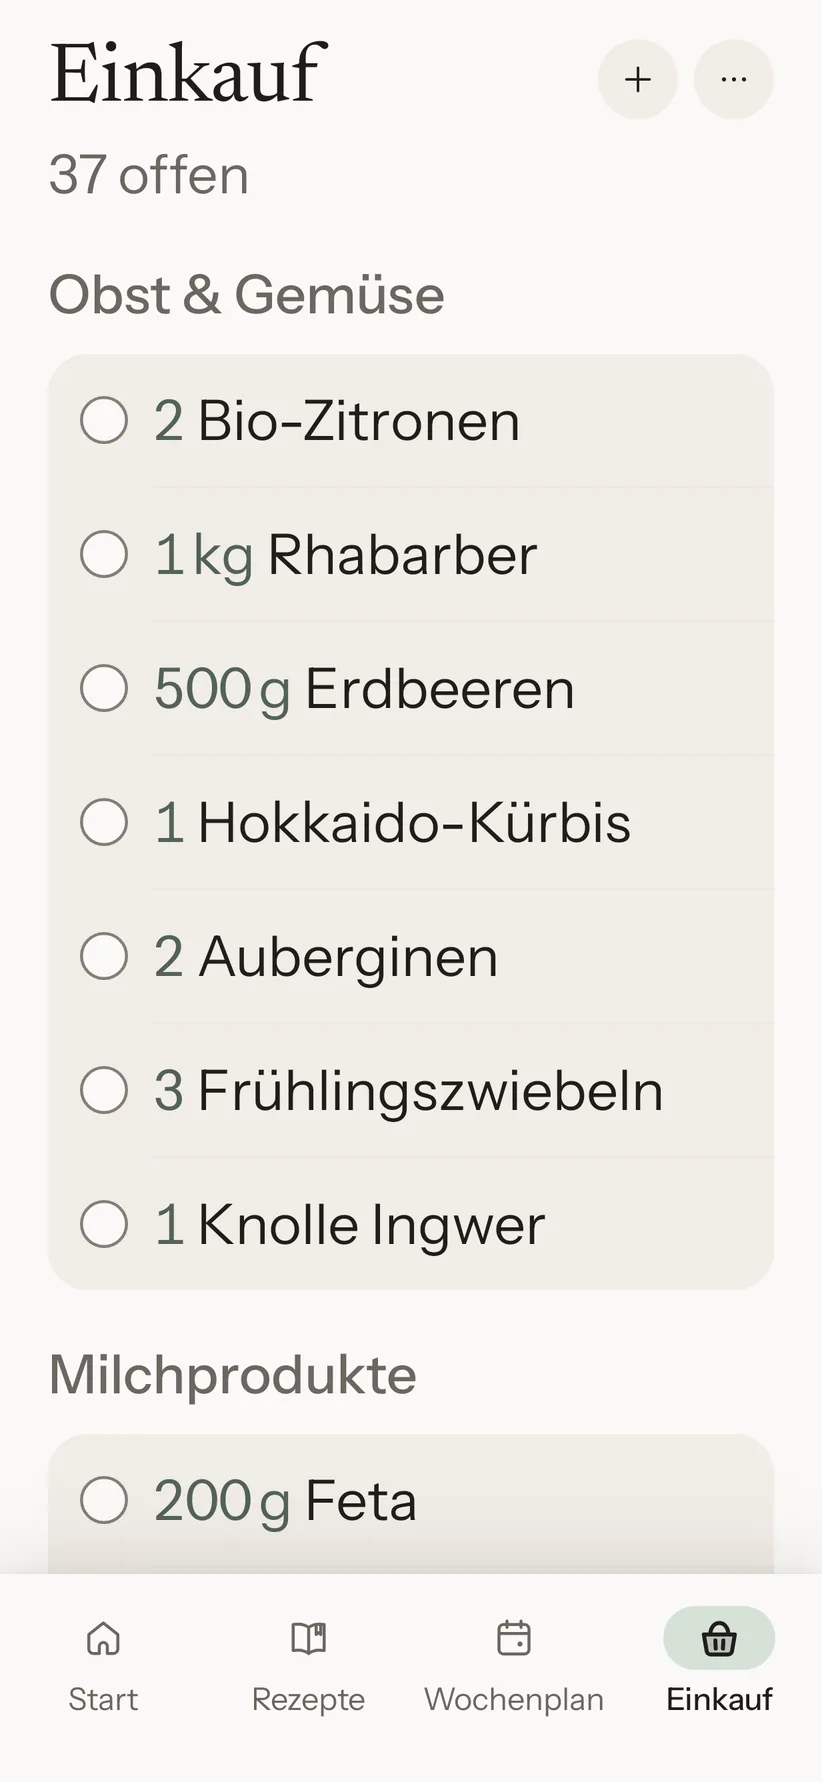 Einkauf
37 offen
Obst & Gemüse
2 Bio-Zitronen
1 kg Rhabarber
500 g Erdbeeren
1 Hokkaido-Kürbis
2 Auberginen
3 Frühlingszwiebeln
1 Knolle Ingwer
Milchprodukte
200 g Feta
Start Rezepte Wochenplan Einkauf